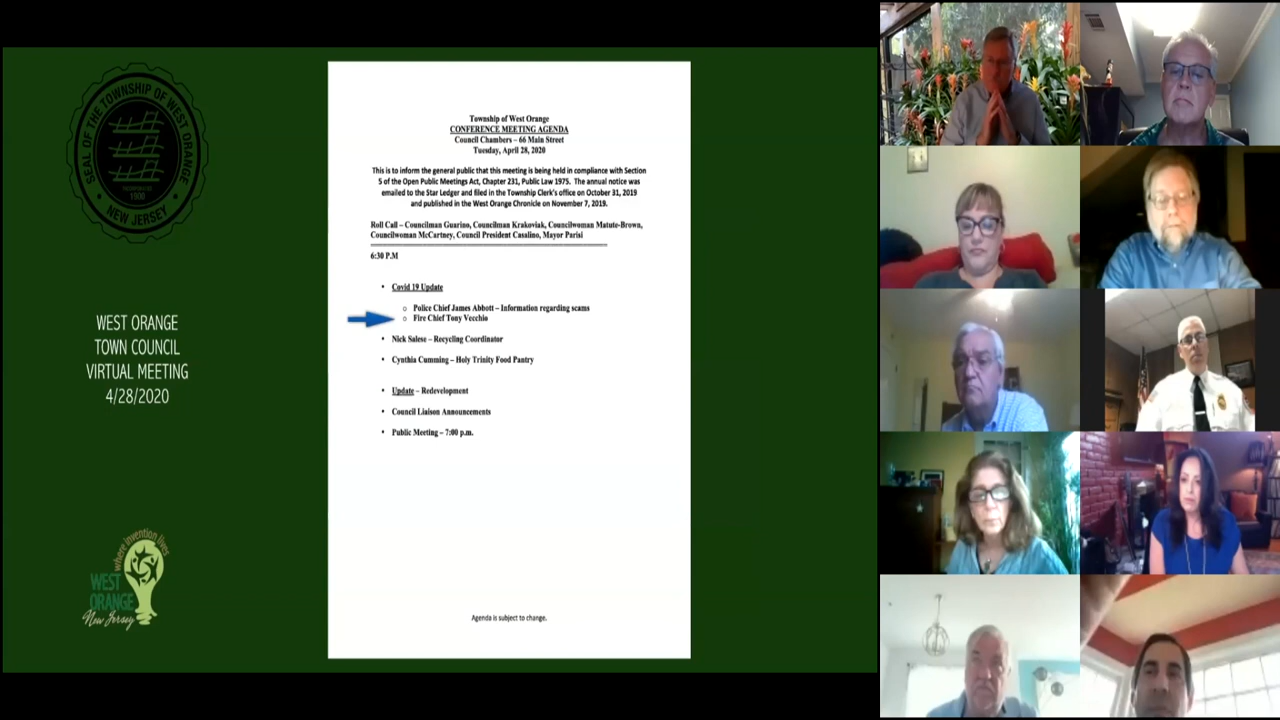 SEAL OF THE TOWNSHIP OF WEST ORANGE
INCORPORATED
1900
NEW JERSEY
WEST ORANGE
TOWN COUNCIL
VIRTUAL MEETING
4/28/2020
where invention lives
WEST
ORANGE
New Jersey
Township of West Orange
CONFERENCE MEETING AGENDA
Council Chambers – 66 Main Street
Tuesday, April 28, 2020
This is to inform the general public that this meeting is being held in compliance with Section
5 of the Open Public Meetings Act, Chapter 231, Public Law 1975. The annual notice was
emailed to the Star Ledger and filed in the Township Clerk's office on October 31, 2019
and published in the West Orange Chronicle on November 7, 2019.
Roll Call – Councilman Guarino, Councilman Krakoviak, Councilwoman Matute-Brown,
Councilwoman McCartney, Council President Casalino, Mayor Parisi
6:30 P.M
• Covid 19 Update
o Police Chief James Abbott – Information regarding scams
o Fire Chief Tony Vecchio
• Nick Salese – Recycling Coordinator
• Cynthia Cumming – Holy Trinity Food Pantry
• Update – Redevelopment
• Council Liaison Announcements
• Public Meeting – 7:00 p.m.
Agenda is subject to change.